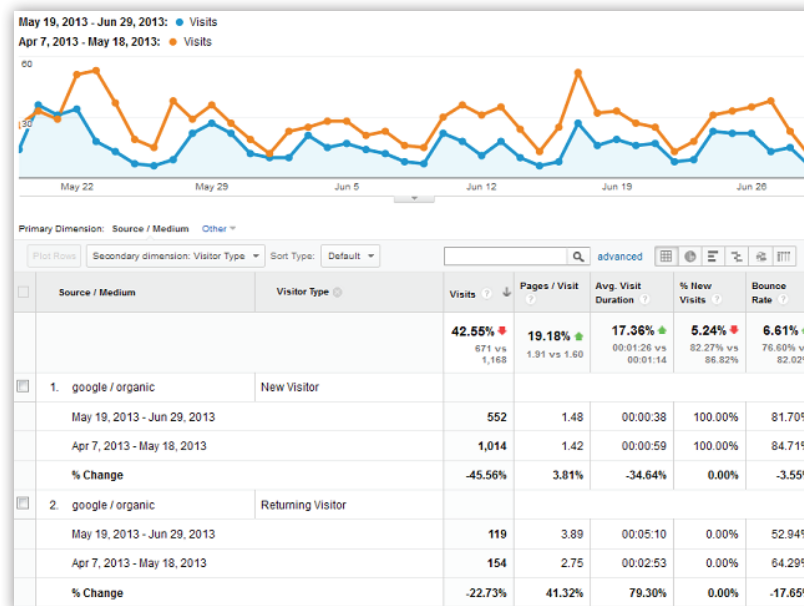 May 19, 2013 - Jun 29, 2013: ● Visits
Apr 7, 2013 - May 18, 2013: ● Visits
60
30
May 22 May 29 Jun 5 Jun 12 Jun 19 Jun 26
Primary Dimension: Source / Medium Other
Plot Rows Secondary dimension: Visitor Type Sort Type: Default advanced
Source / Medium Visitor Type Visits Pages / Visit Avg. Visit Duration % New Visits Bounce Rate
42.55% 19.18% 17.36% 5.24% 6.61%
671 vs 1,168 1.91 vs 1.60 00:01:26 vs 00:01:14 82.27% vs 86.82% 76.60% v 82.02%
1. google / organic New Visitor
May 19, 2013 - Jun 29, 2013 552 1.48 00:00:38 100.00% 81.70%
Apr 7, 2013 - May 18, 2013 1,014 1.42 00:00:59 100.00% 84.71%
% Change -45.56% 3.81% -34.64% 0.00% -3.55%
2. google / organic Returning Visitor
May 19, 2013 - Jun 29, 2013 119 3.89 00:05:10 0.00% 52.94%
Apr 7, 2013 - May 18, 2013 154 2.75 00:02:53 0.00% 64.29%
% Change -22.73% 41.32% 79.30% 0.00% -17.65%